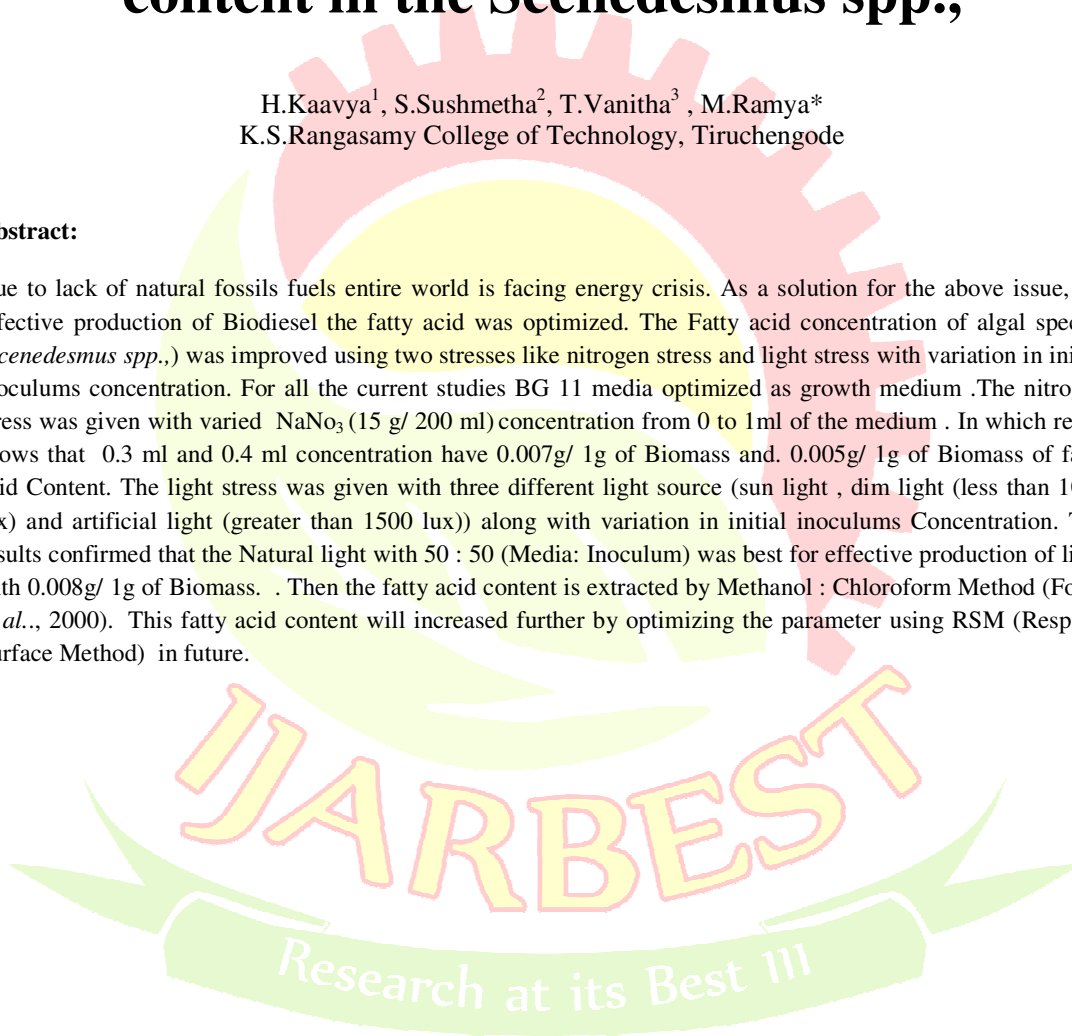 content in the Scenedesmus spp.,
H.Kaavya1, S.Sushmetha2, T.Vanitha3 , M.Ramya*
K.S.Rangasamy College of Technology, Tiruchengode
bstract:
ue to lack of natural fossils fuels entire world is facing energy crisis. As a solution for the above issue,
fective production of Biodiesel the fatty acid was optimized. The Fatty acid concentration of algal spec
cenedesmus spp.,) was improved using two stresses like nitrogen stress and light stress with variation in ini
oculums concentration. For all the current studies BG 11 media optimized as growth medium .The nitro
ress was given with varied NaNo3 (15 g/ 200 ml) concentration from 0 to 1ml of the medium . In which re
ows that 0.3 ml and 0.4 ml concentration have 0.007g/ 1g of Biomass and. 0.005g/ 1g of Biomass of fa
id Content. The light stress was given with three different light source (sun light , dim light (less than 10
x) and artificial light (greater than 1500 lux)) along with variation in initial inoculums Concentration. T
sults confirmed that the Natural light with 50 : 50 (Media: Inoculum) was best for effective production of li
th 0.008g/ 1g of Biomass. . Then the fatty acid content is extracted by Methanol : Chloroform Method (Fo
al.., 2000). This fatty acid content will increased further by optimizing the parameter using RSM (Resp
urface Method) in future.
IJARBEST
Research at its Best !!!